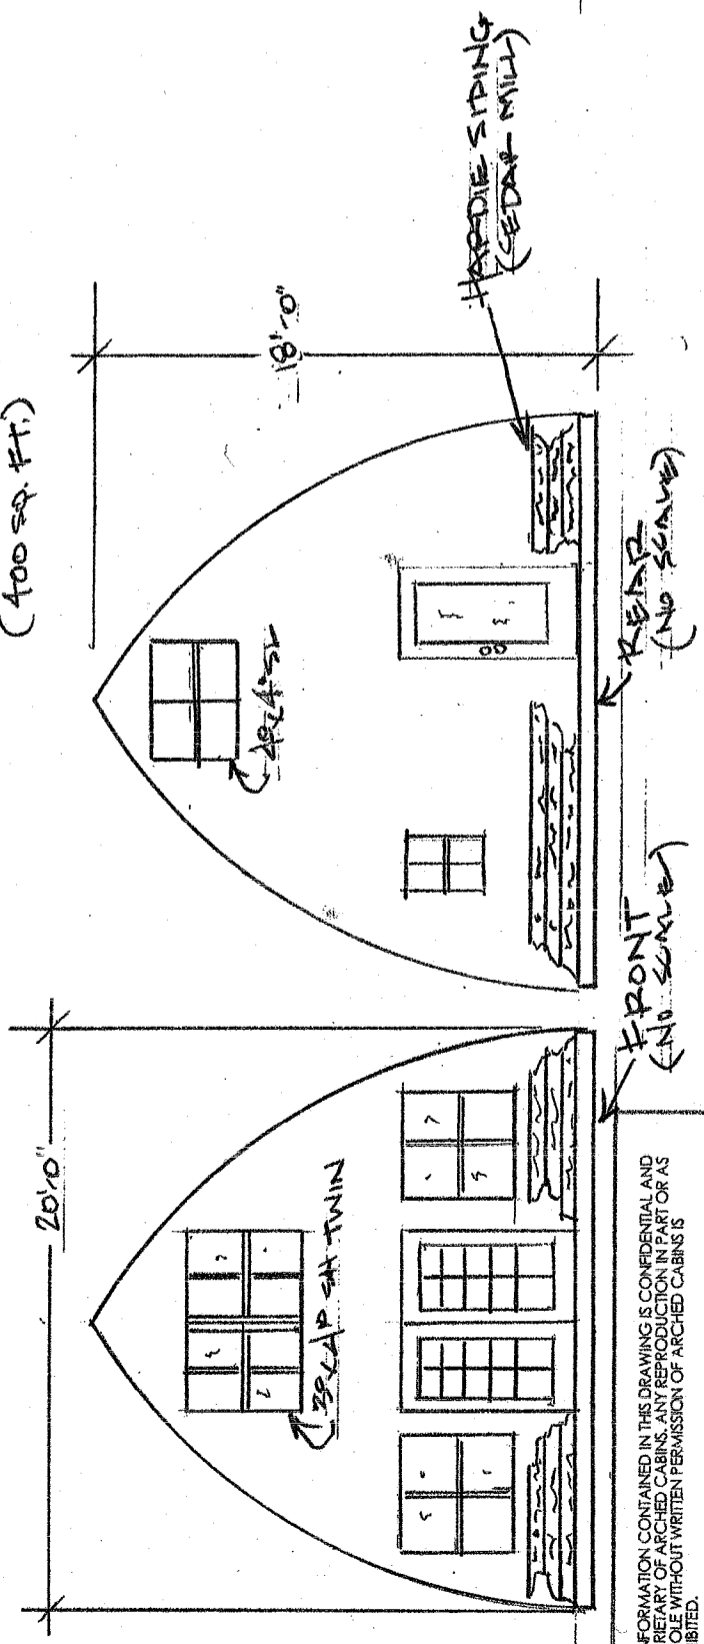 (400 SQ. FT.)
20'-0"
18'-0"
HARDIE SIDING
(CEDAR MILL)
SH TWIN
FRONT
(NO SCALE)
REAR
(NO SCALE)
FORMATION CONTAINED IN THIS DRAWING IS CONFIDENTIAL AND
RIETARY OF ARCHED CABINS. ANY REPRODUCTION IN PART OR AS
OLE WITHOUT WRITTEN PERMISSION OF ARCHED CABINS IS
IBITED.